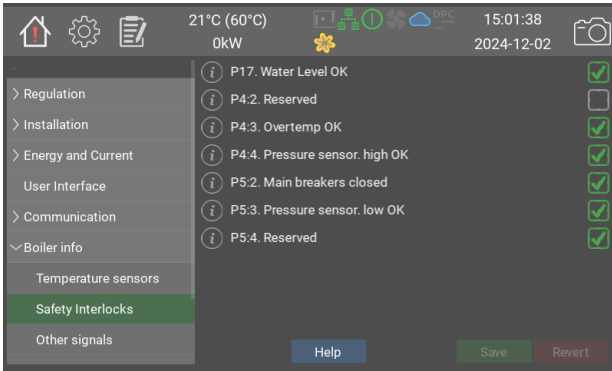 21°C (60°C)
0kW
DPC
15:01:38
2024-12-02
Regulation
Installation
Energy and Current
User Interface
Communication
Boiler info
Temperature sensors
Safety Interlocks
Other signals
P17. Water Level OK
P4:2. Reserved
P4:3. Overtemp OK
P4:4. Pressure sensor. high OK
P5:2. Main breakers closed
P5:3. Pressure sensor. low OK
P5:4. Reserved
Help
Save
Revert